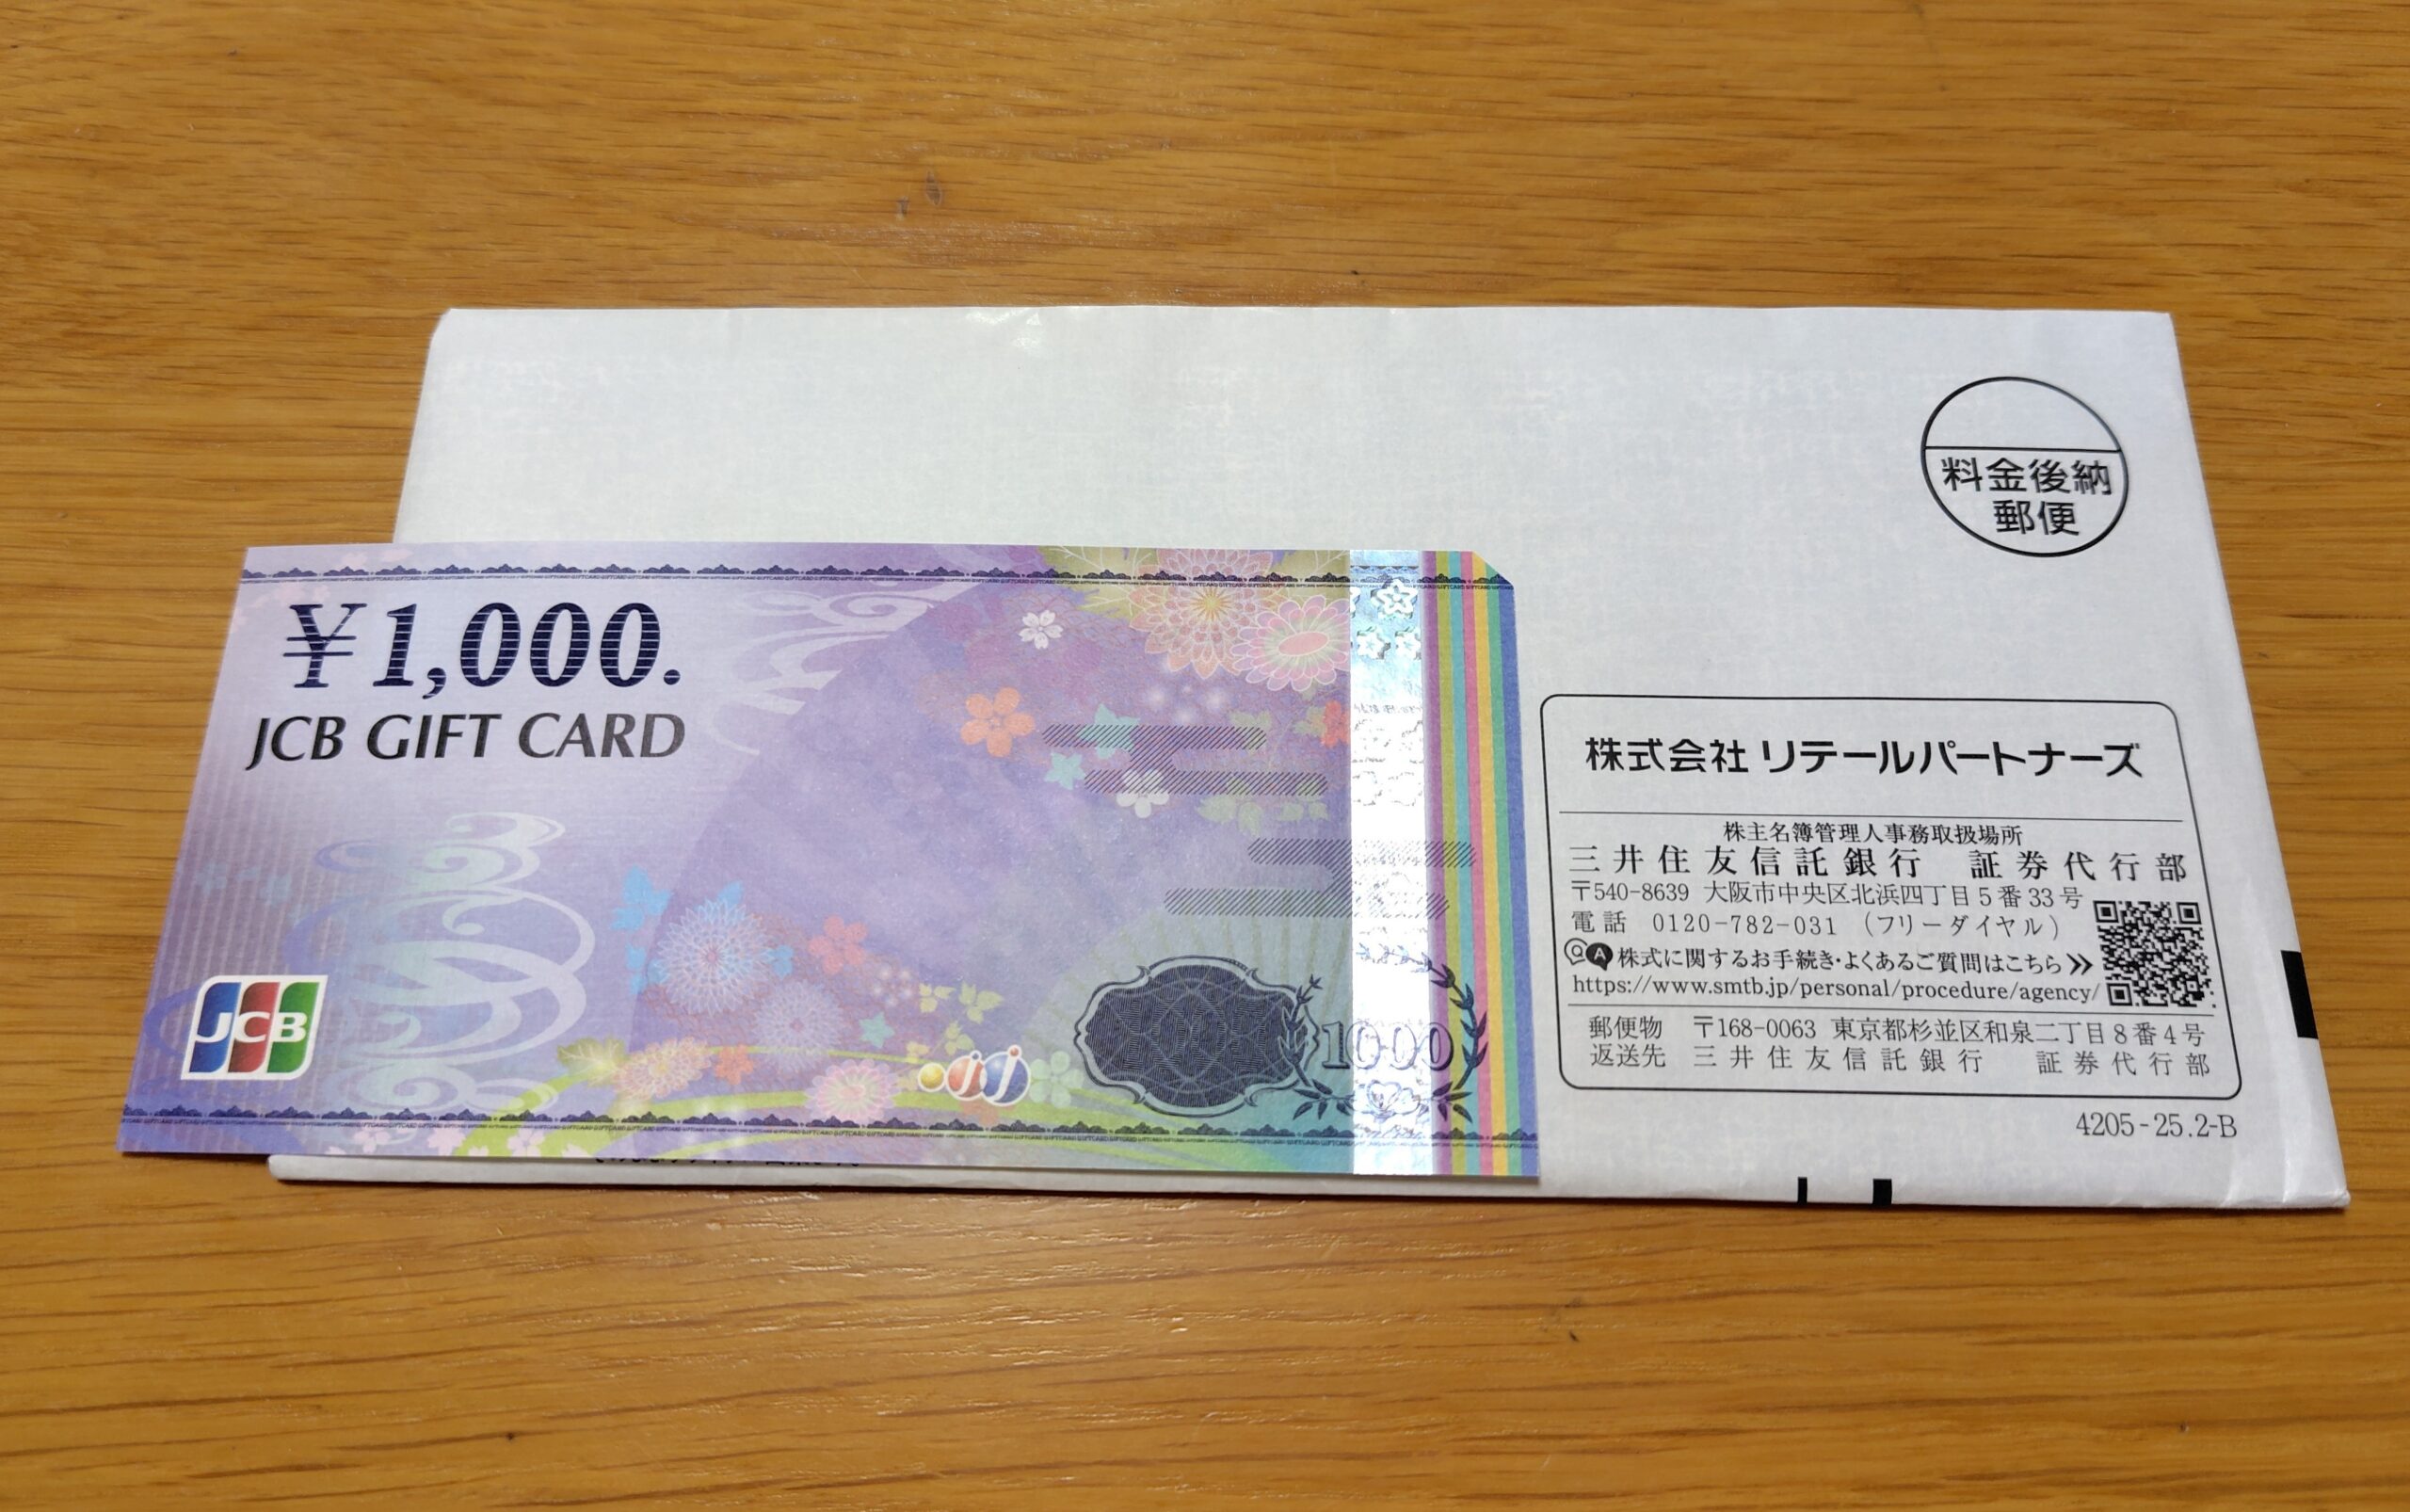 料金後納
郵便
¥1,000.
JCB GIFT CARD
JCB
1000
株式会社 リテールパートナーズ
株主名簿管理人事務取扱場所
三井住友信託銀行 証券代行部
〒540-8639 大阪市中央区北浜四丁目5番33号
電話 0120-782-031 (フリーダイヤル)
QA 株式に関するお手続き・よくあるご質問はこちら
https://www.smtb.jp/personal/procedure/agency/
郵便物 〒168-0063 東京都杉並区和泉二丁目8番4号
返送先 三井住友信託銀行 証券代行部
4205-25.2-B